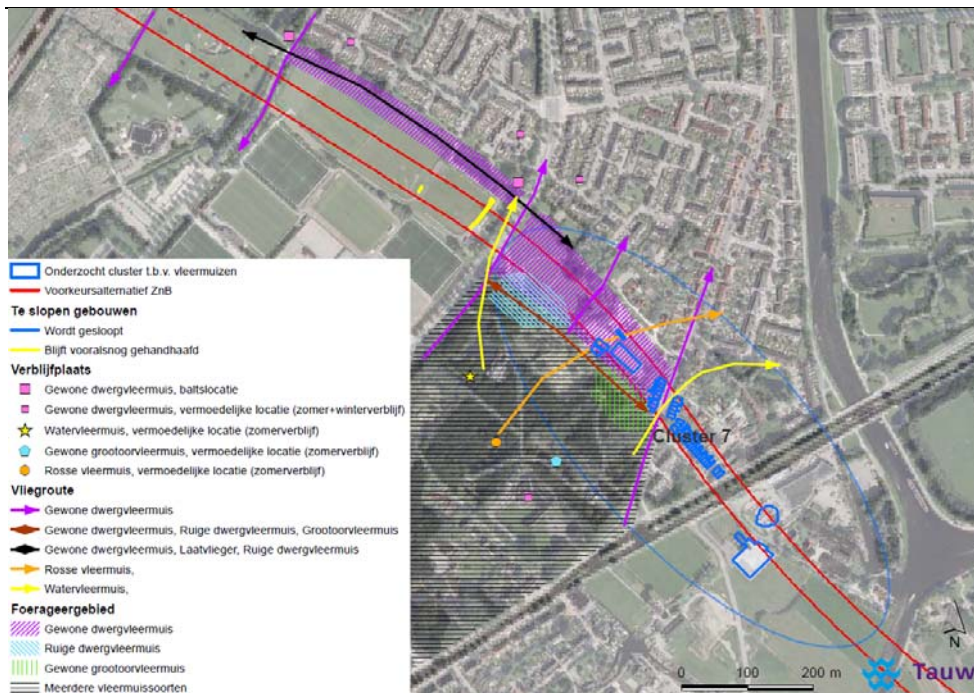 Onderzocht cluster t.b.v. vleermuizen
Voorkeursalternatief ZnB
Te slopen gebouwen
Wordt gesloopt
Blijft vooralsnog gehandhaafd
Verblijfplaats
Gewone dwergvleermuis, baltslocatie
Gewone dwergvleermuis, vermoedelijke locatie (zomer+winterverblijf)
Watervleermuis, vermoedelijke locatie (zomerverblijf)
Gewone grootoorvleermuis, vermoedelijke locatie (zomerverblijf)
Rosse vleermuis, vermoedelijke locatie (zomerverblijf)
Vliegroute
Gewone dwergvleermuis
Gewone dwergvleermuis, Ruige dwergvleermuis, Grootoorvleermuis
Gewone dwergvleermuis, Laatvlieger, Ruige dwergvleermuis
Rosse vleermuis,
Watervleermuis,
Foerageergebied
Gewone dwergvleermuis
Ruige dwergvleermuis
Gewone grootoorvleermuis
Meerdere vleermuissoorten
Cluster 7
N
0 100 200 m
Tauw